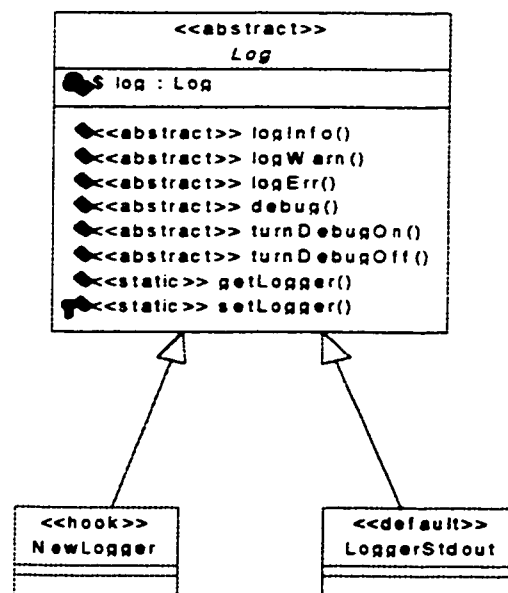 <<abstract>>
Log
$ log : Log
<<abstract>> logInfo()
<<abstract>> logWarn()
<<abstract>> logErr()
<<abstract>> debug()
<<abstract>> turnDebugOn()
<<abstract>> turnDebugOff()
<<static>> getLogger()
<<static>> setLogger()
<<hook>>
NewLogger
<<default>>
LoggerStdout